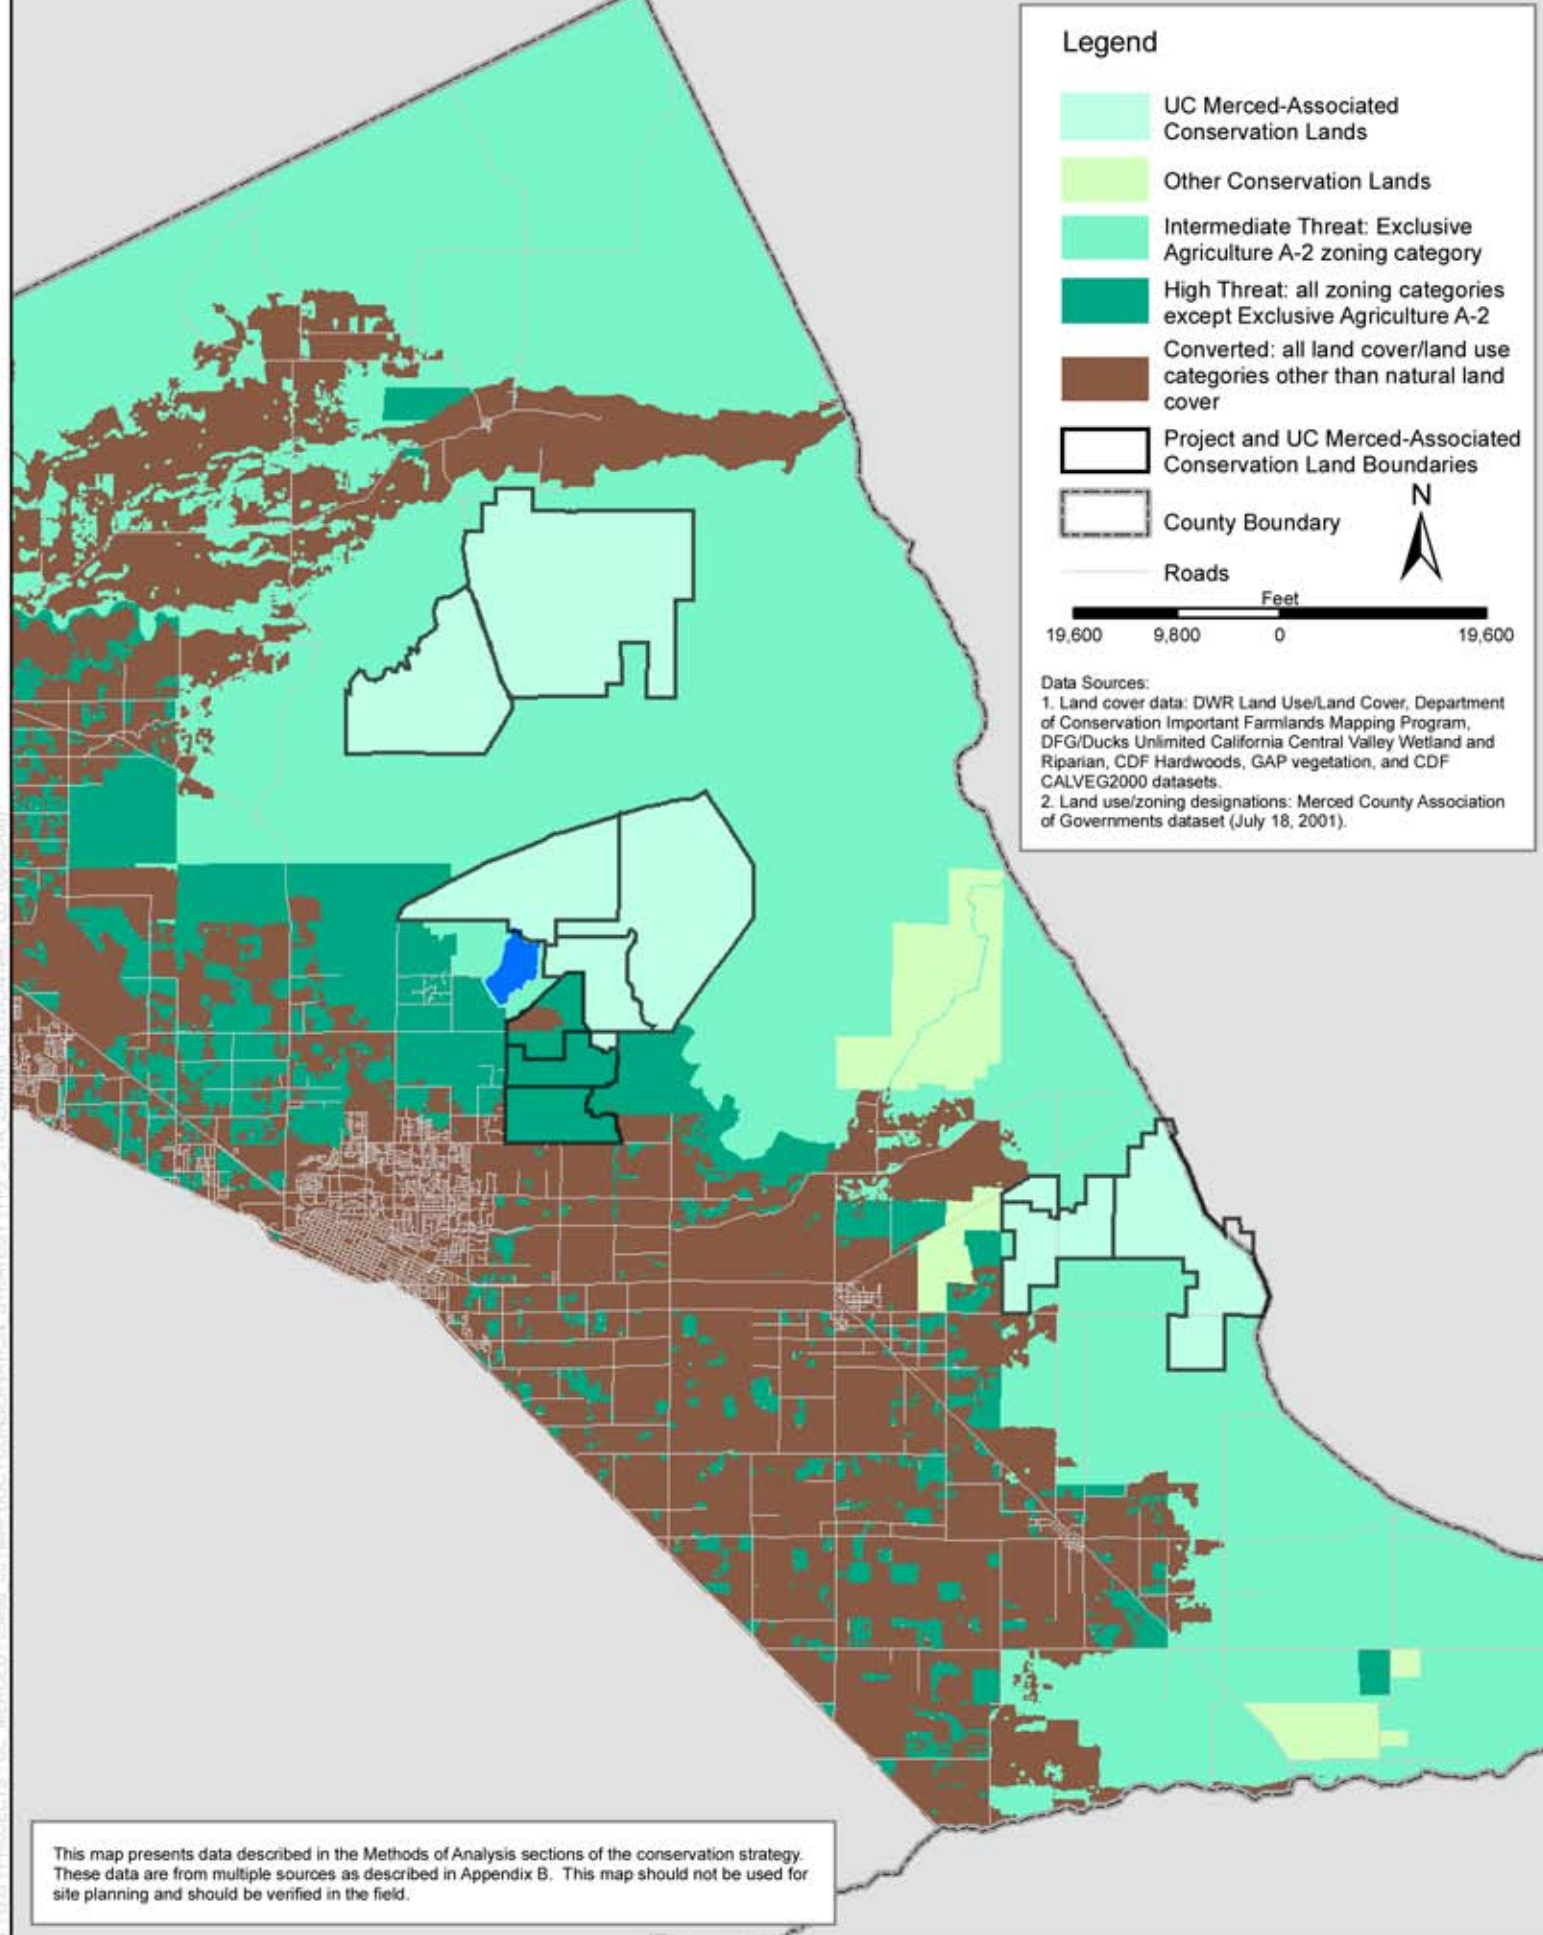 Legend
UC Merced-Associated
Conservation Lands
Other Conservation Lands
Intermediate Threat: Exclusive
Agriculture A-2 zoning category
High Threat: all zoning categories
except Exclusive Agriculture A-2
Converted: all land cover/land use
categories other than natural land
cover
Project and UC Merced-Associated
Conservation Land Boundaries
N
County Boundary
Roads
Feet
19,600 9,800 0 19,600
Data Sources:
1. Land cover data: DWR Land Use/Land Cover, Department
of Conservation Important Farmlands Mapping Program,
DFG/Ducks Unlimited California Central Valley Wetland and
Riparian, CDF Hardwoods, GAP vegetation, and CDF
CALVEG2000 datasets.
2. Land use/zoning designations: Merced County Association
of Governments dataset (July 18, 2001).
This map presents data described in the Methods of Analysis sections of the conservation strategy.
These data are from multiple sources as described in Appendix B. This map should not be used for
site planning and should be verified in the field.